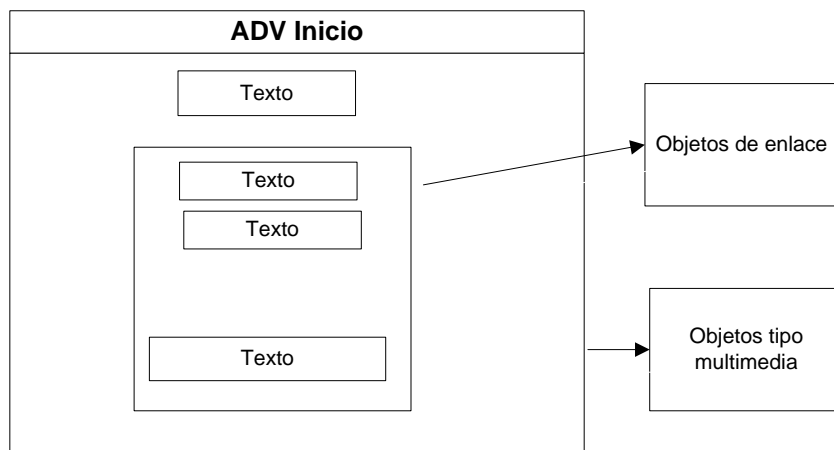 ADV Inicio
Texto
Texto
Texto
Texto
Objetos de enlace
Objetos tipo
multimedia